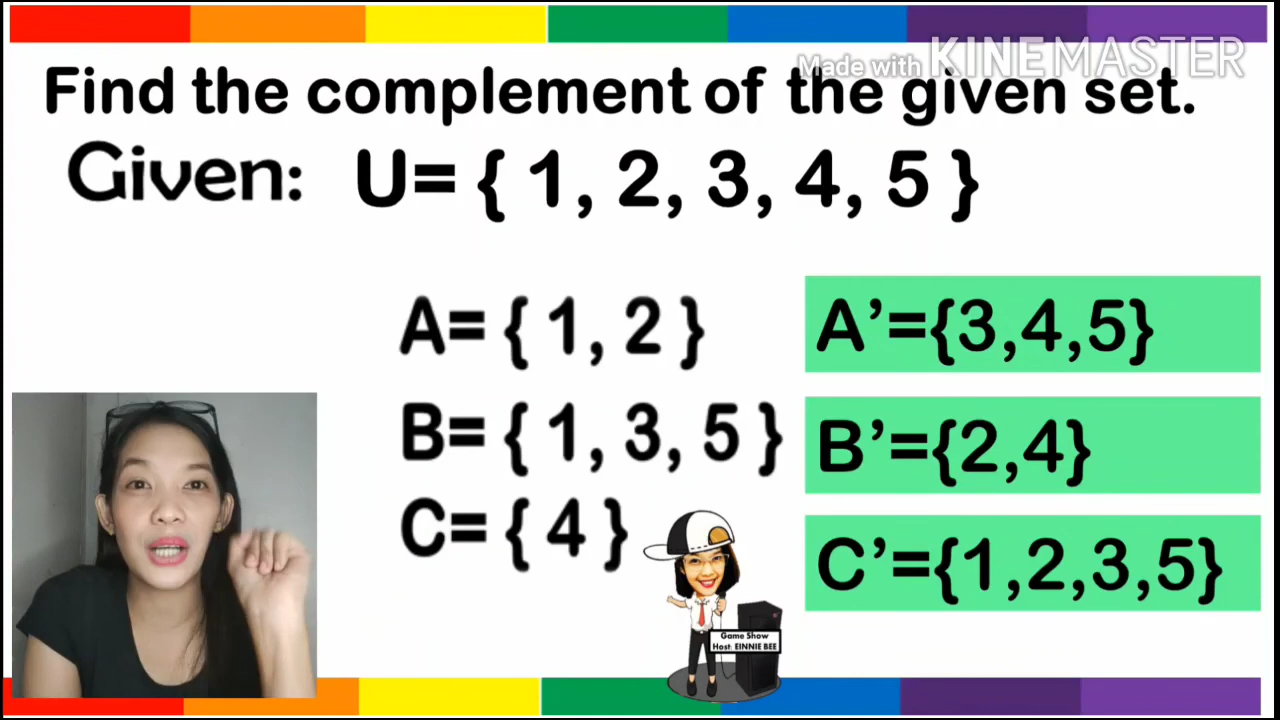 Made with KINEMASTER
Find the complement of the given set.
Given: U= { 1, 2, 3, 4, 5 }
A= { 1, 2 } A’={3,4,5}
B= { 1, 3, 5 } B’={2,4}
C= { 4 } C’={1,2,3,5}
Game Show
Host: EINNIE BEE